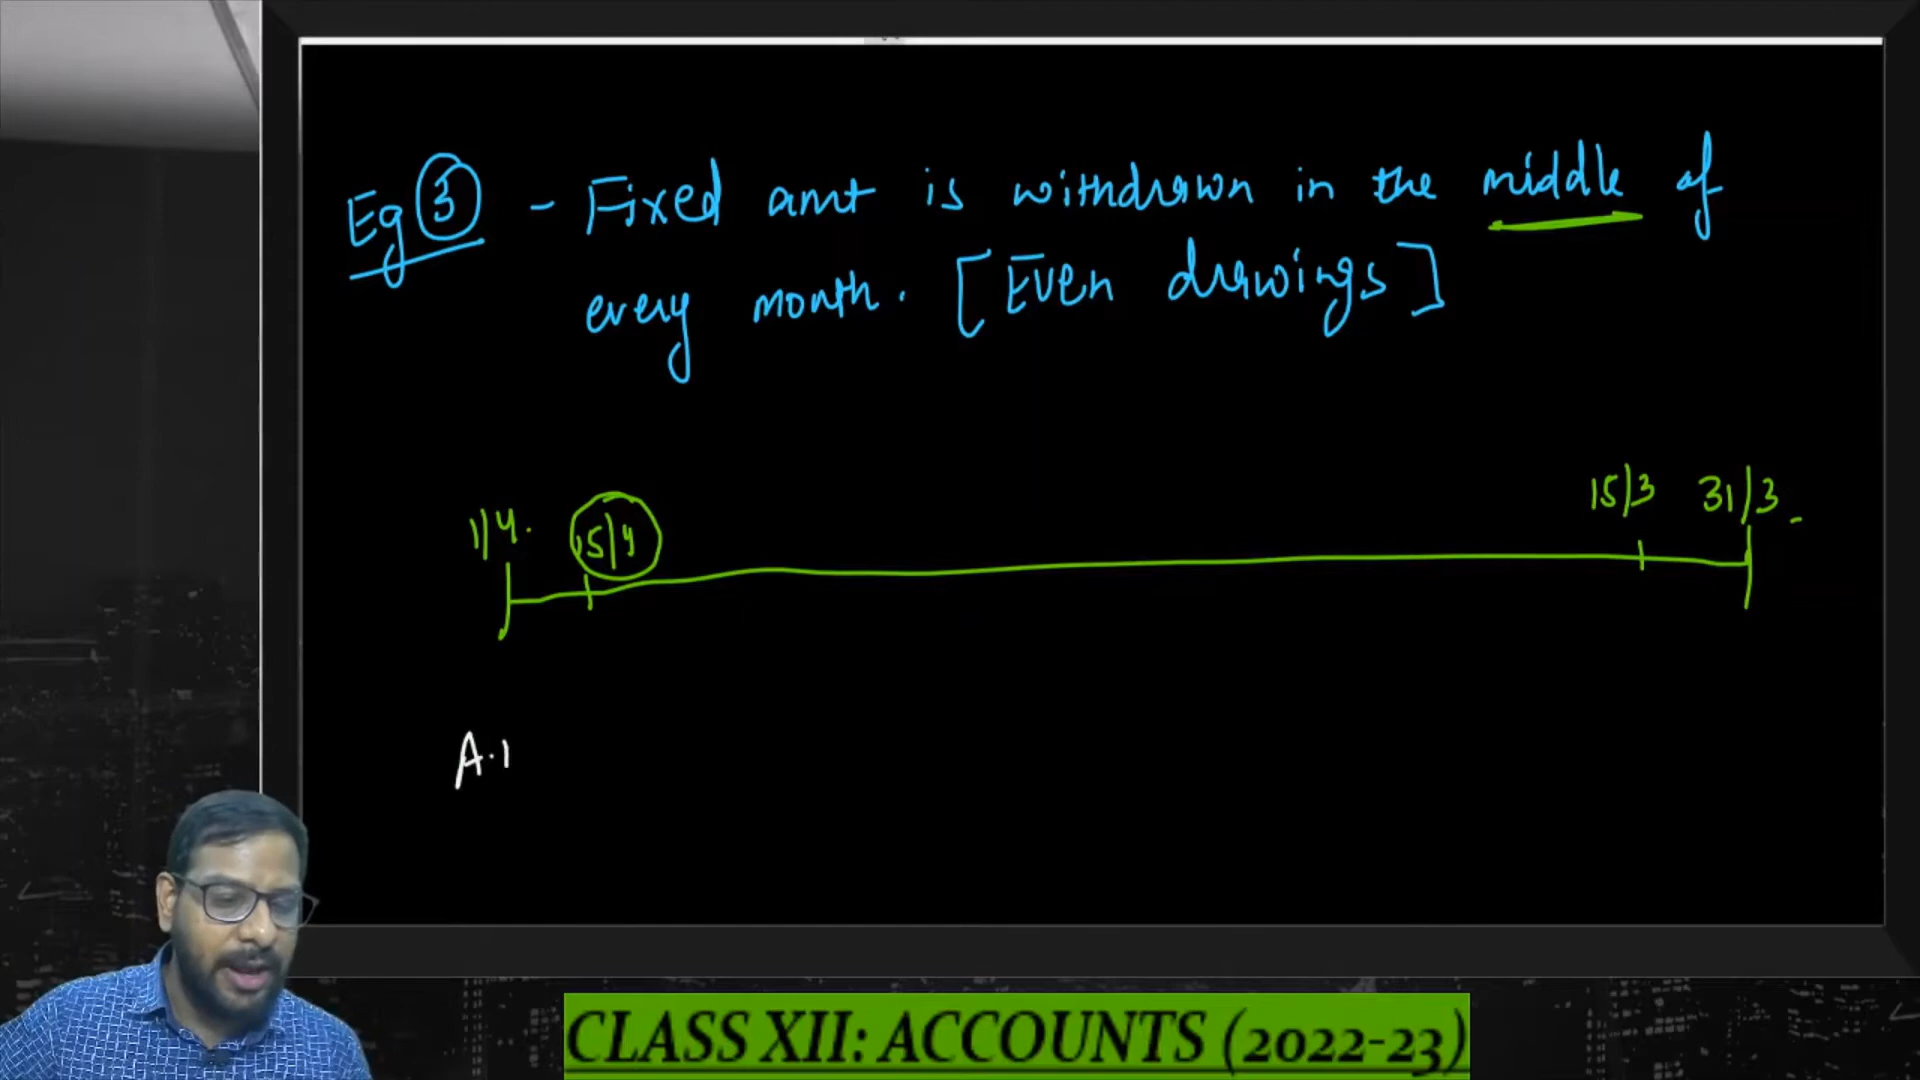 Eg ③ - Fixed amt is withdrawn in the middle of
every month. [Even drawings]
1/4. 15/4 15/3 31/3
A.
CLASS XII: ACCOUNTS (2022-23)